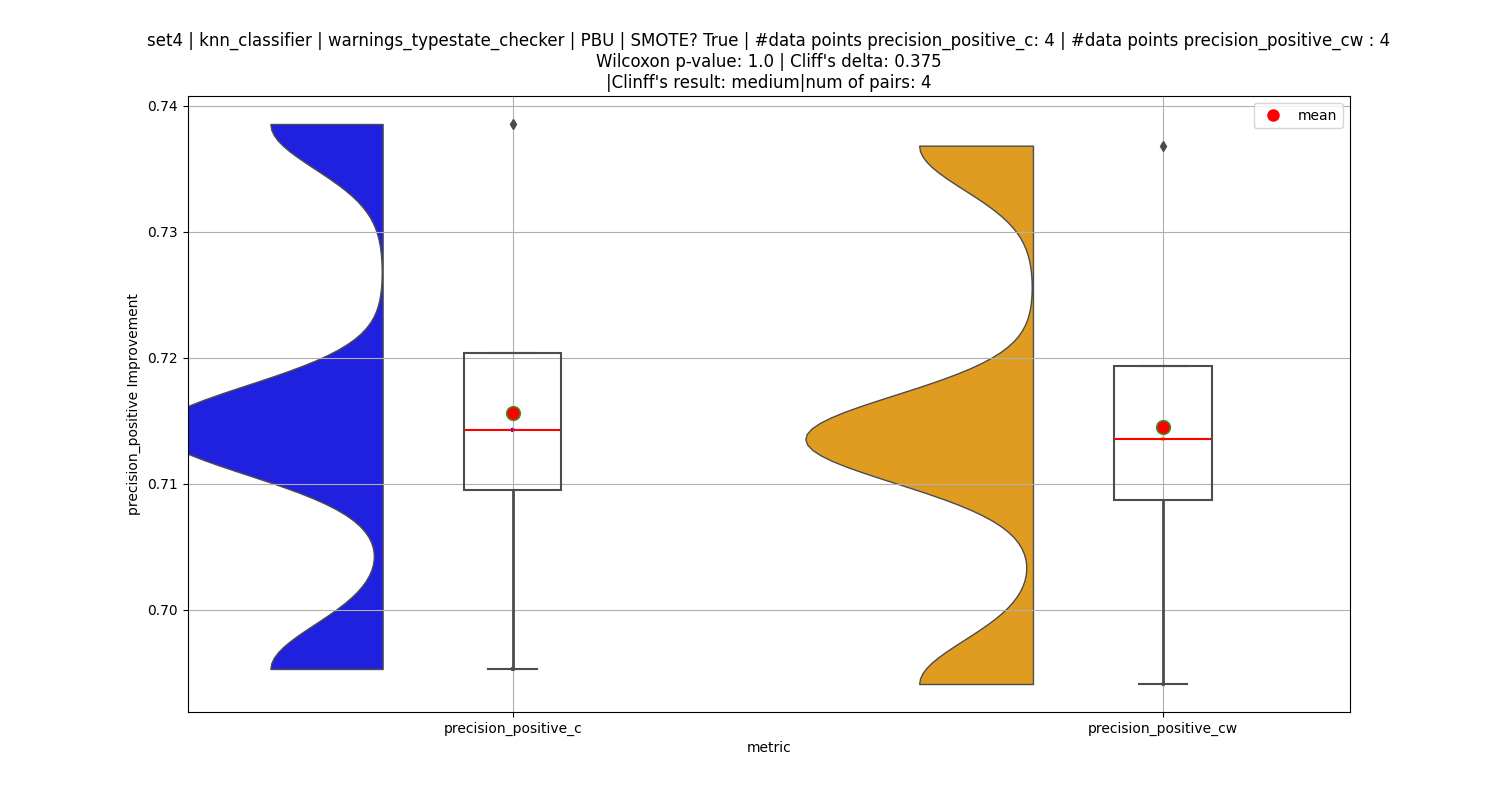 set4 | knn_classifier | warnings_typestate_checker | PBU | SMOTE? True | #data points precision_positive_c: 4 | #data points precision_positive_cw : 4
Wilcoxon p-value: 1.0 | Cliff's delta: 0.375
|Clinff's result: medium|num of pairs: 4
mean
0.74
0.73
0.72
0.71
0.70
precision_positive Improvement
precision_positive_c
precision_positive_cw
metric